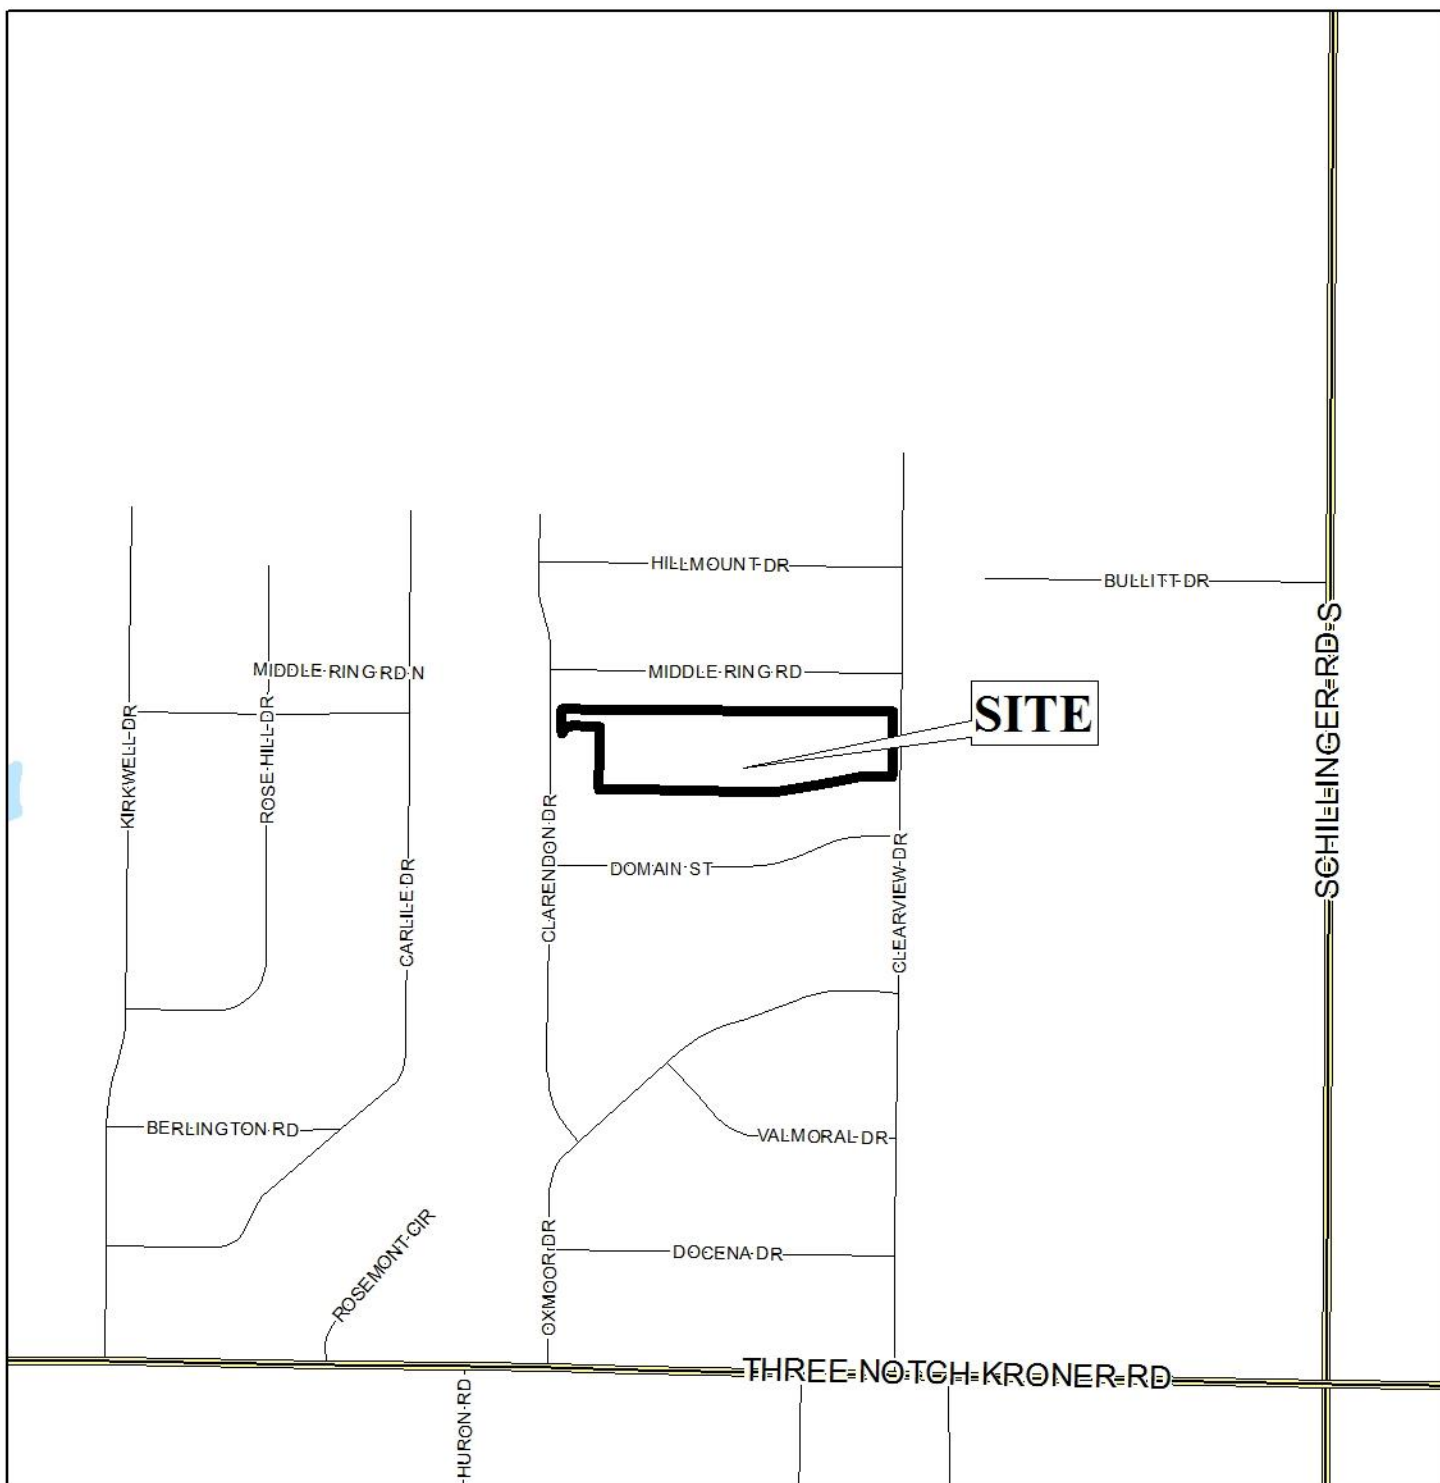 HILLMOUNT DR
BULLITT DR
SCHILLINGER RD S
MIDDLE RING RD N
MIDDLE RING RD
SITE
KIRKWELL DR
ROSE HILL DR
CLARENDON DR
DOMAIN ST
CARLILE DR
CLEARVIEW DR
BERLINGTON RD
VALMORAL DR
ROSEMONT CIR
OXMOOR DR
DOCENA DR
THREE NOTCH KRONER RD
HURON RD